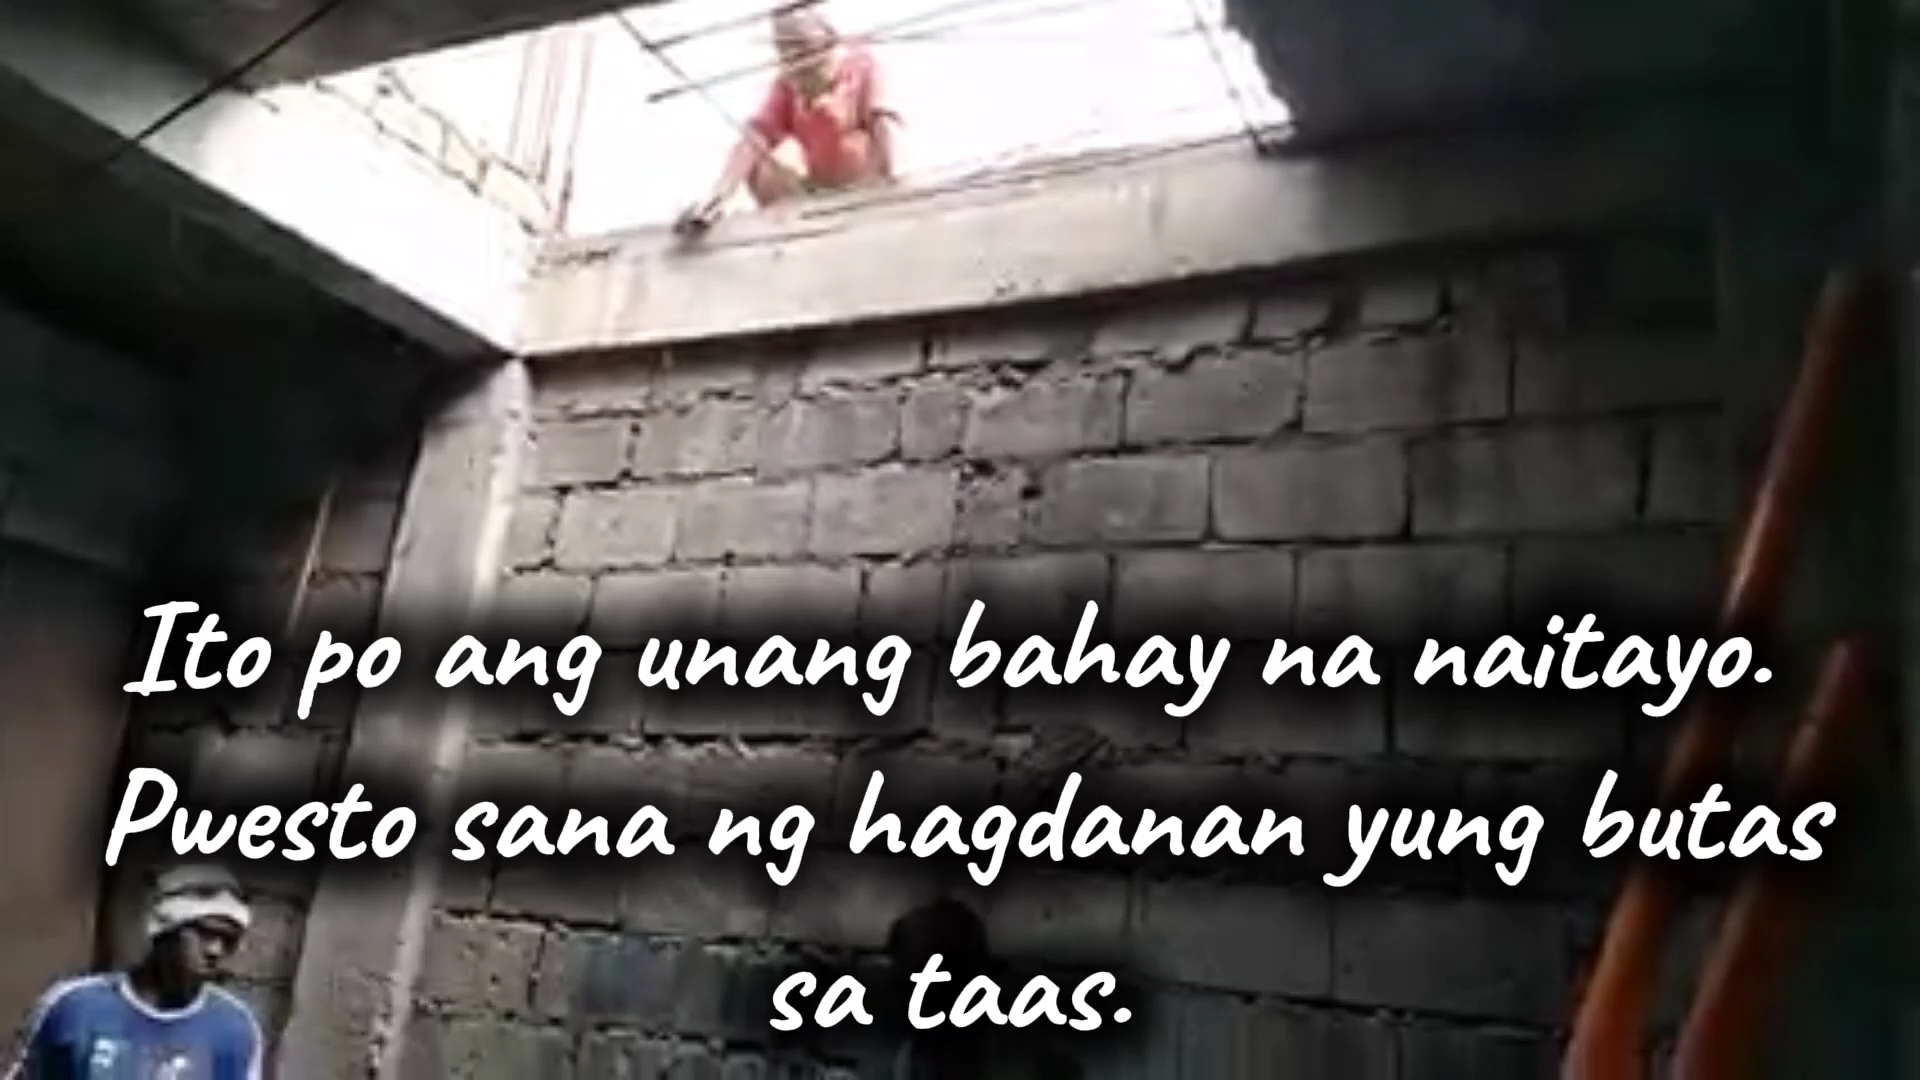 Ito po ang unang bahay na naitayo.
Pwesto sana ng hagdanan yung butas
sa taas.